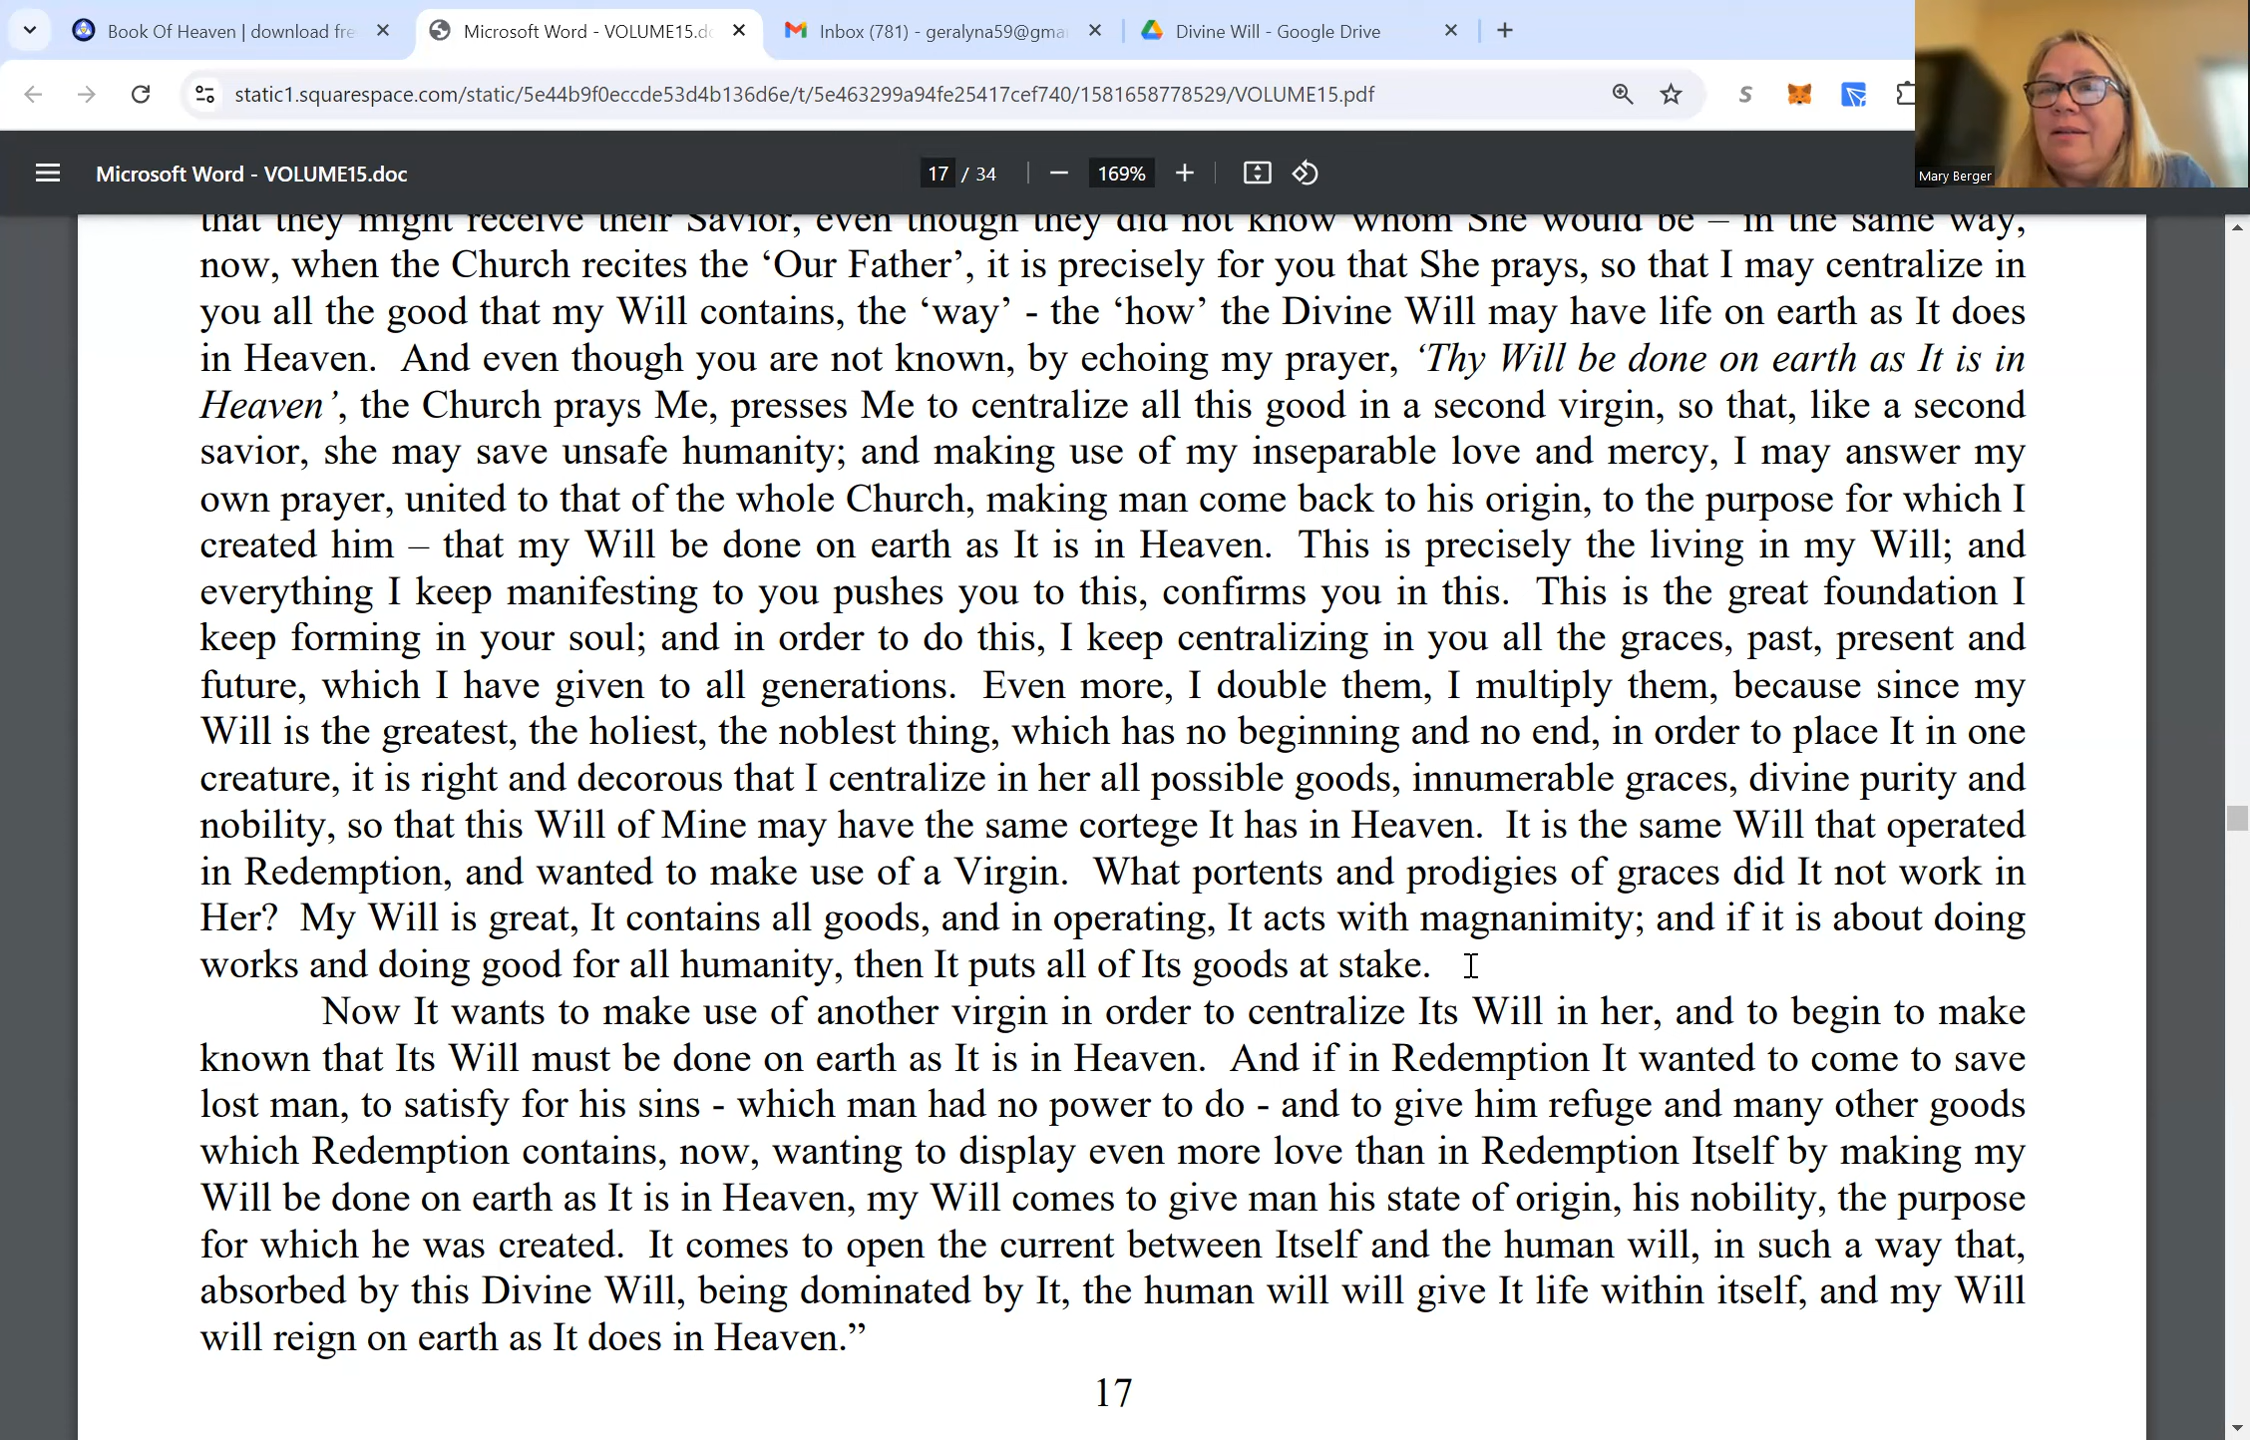 Book Of Heaven | download fre
Microsoft Word - VOLUME15.do
Inbox (781) - geralyna59@gmai
Divine Will - Google Drive
static1.squarespace.com/static/5e44b9f0eccde53d4b136d6e/t/5e463299a94fe25417cef740/1581658778529/VOLUME15.pdf
Mary Berger
Microsoft Word - VOLUME15.doc
17 / 34
169%
that they might receive their Savior, even though they did not know whom She would be – in the same way,
now, when the Church recites the ‘Our Father’, it is precisely for you that She prays, so that I may centralize in
you all the good that my Will contains, the ‘way’ - the ‘how’ the Divine Will may have life on earth as It does
in Heaven. And even though you are not known, by echoing my prayer, ‘Thy Will be done on earth as It is in
Heaven’, the Church prays Me, presses Me to centralize all this good in a second virgin, so that, like a second
savior, she may save unsafe humanity; and making use of my inseparable love and mercy, I may answer my
own prayer, united to that of the whole Church, making man come back to his origin, to the purpose for which I
created him – that my Will be done on earth as It is in Heaven. This is precisely the living in my Will; and
everything I keep manifesting to you pushes you to this, confirms you in this. This is the great foundation I
keep forming in your soul; and in order to do this, I keep centralizing in you all the graces, past, present and
future, which I have given to all generations. Even more, I double them, I multiply them, because since my
Will is the greatest, the holiest, the noblest thing, which has no beginning and no end, in order to place It in one
creature, it is right and decorous that I centralize in her all possible goods, innumerable graces, divine purity and
nobility, so that this Will of Mine may have the same cortege It has in Heaven. It is the same Will that operated
in Redemption, and wanted to make use of a Virgin. What portents and prodigies of graces did It not work in
Her? My Will is great, It contains all goods, and in operating, It acts with magnanimity; and if it is about doing
works and doing good for all humanity, then It puts all of Its goods at stake.
Now It wants to make use of another virgin in order to centralize Its Will in her, and to begin to make
known that Its Will must be done on earth as It is in Heaven. And if in Redemption It wanted to come to save
lost man, to satisfy for his sins - which man had no power to do - and to give him refuge and many other goods
which Redemption contains, now, wanting to display even more love than in Redemption Itself by making my
Will be done on earth as It is in Heaven, my Will comes to give man his state of origin, his nobility, the purpose
for which he was created. It comes to open the current between Itself and the human will, in such a way that,
absorbed by this Divine Will, being dominated by It, the human will will give It life within itself, and my Will
will reign on earth as It does in Heaven.”
17